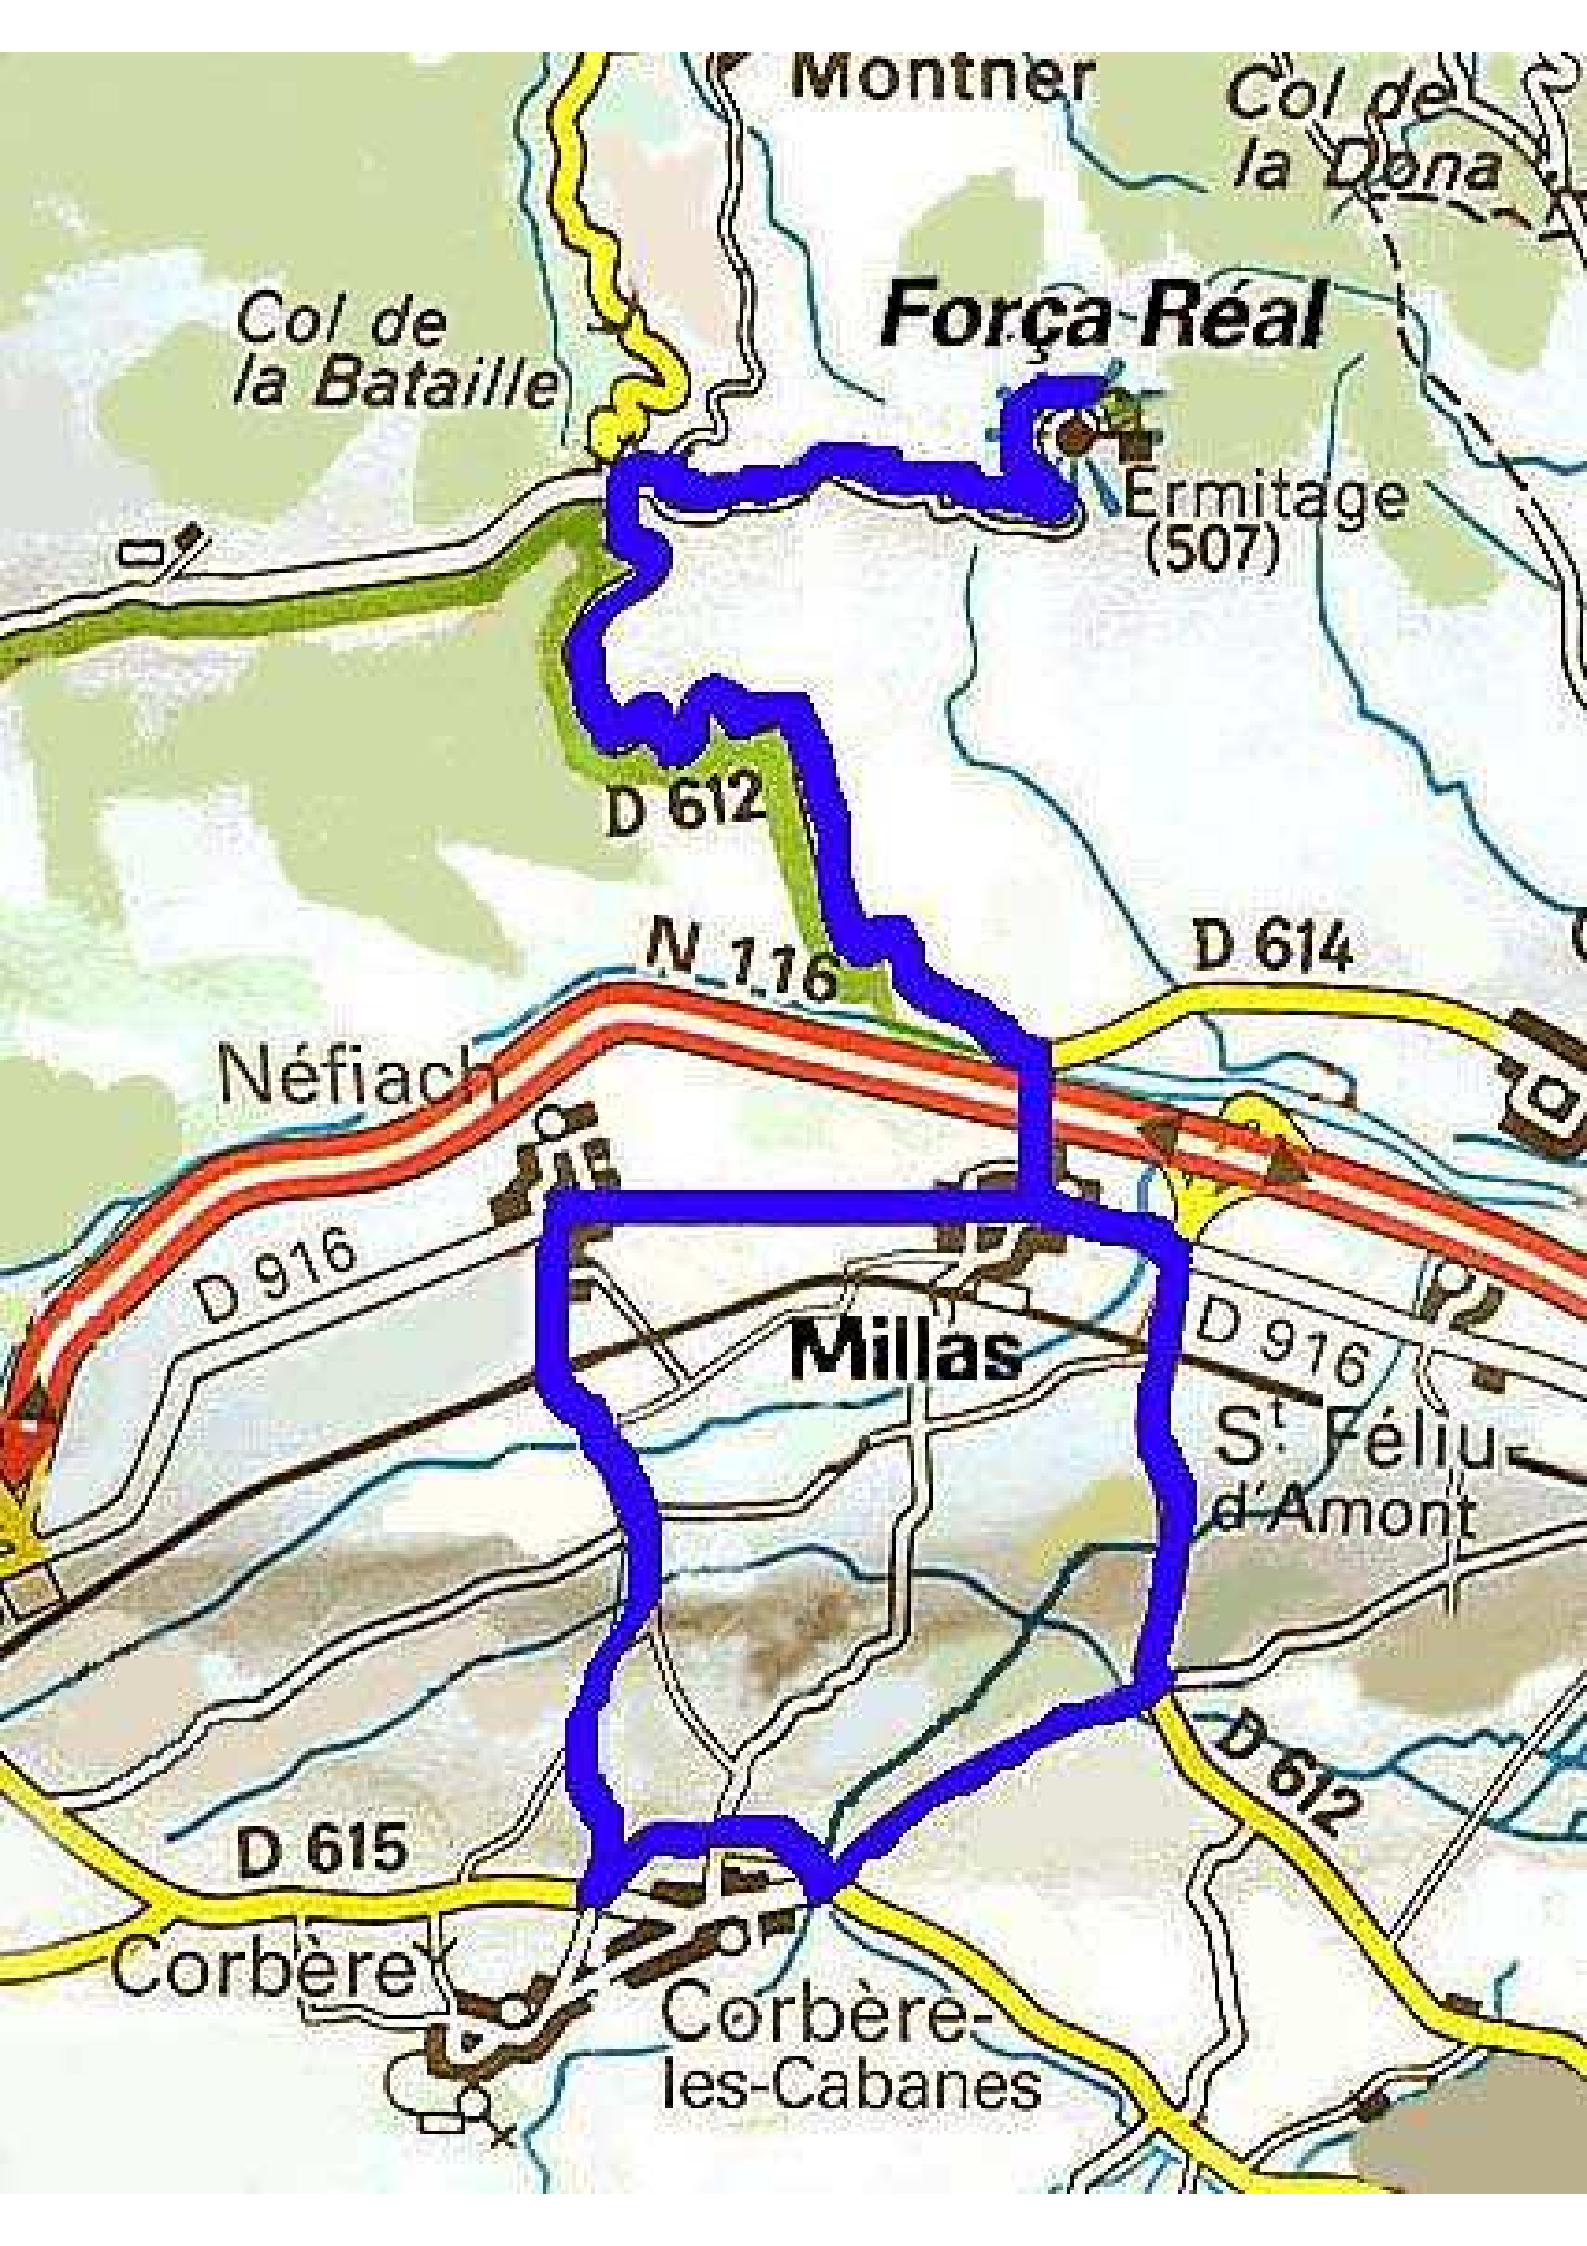 Montner
Col de
la Dona
Força Réal
Col de
la Bataille
Ermitage
(507)
D 612
N 116
D 614
Néfiach
D 916
Millas
D 916
St Féliu-
d'Amont
D 612
D 615
Corbère
Corbère-
les-Cabanes